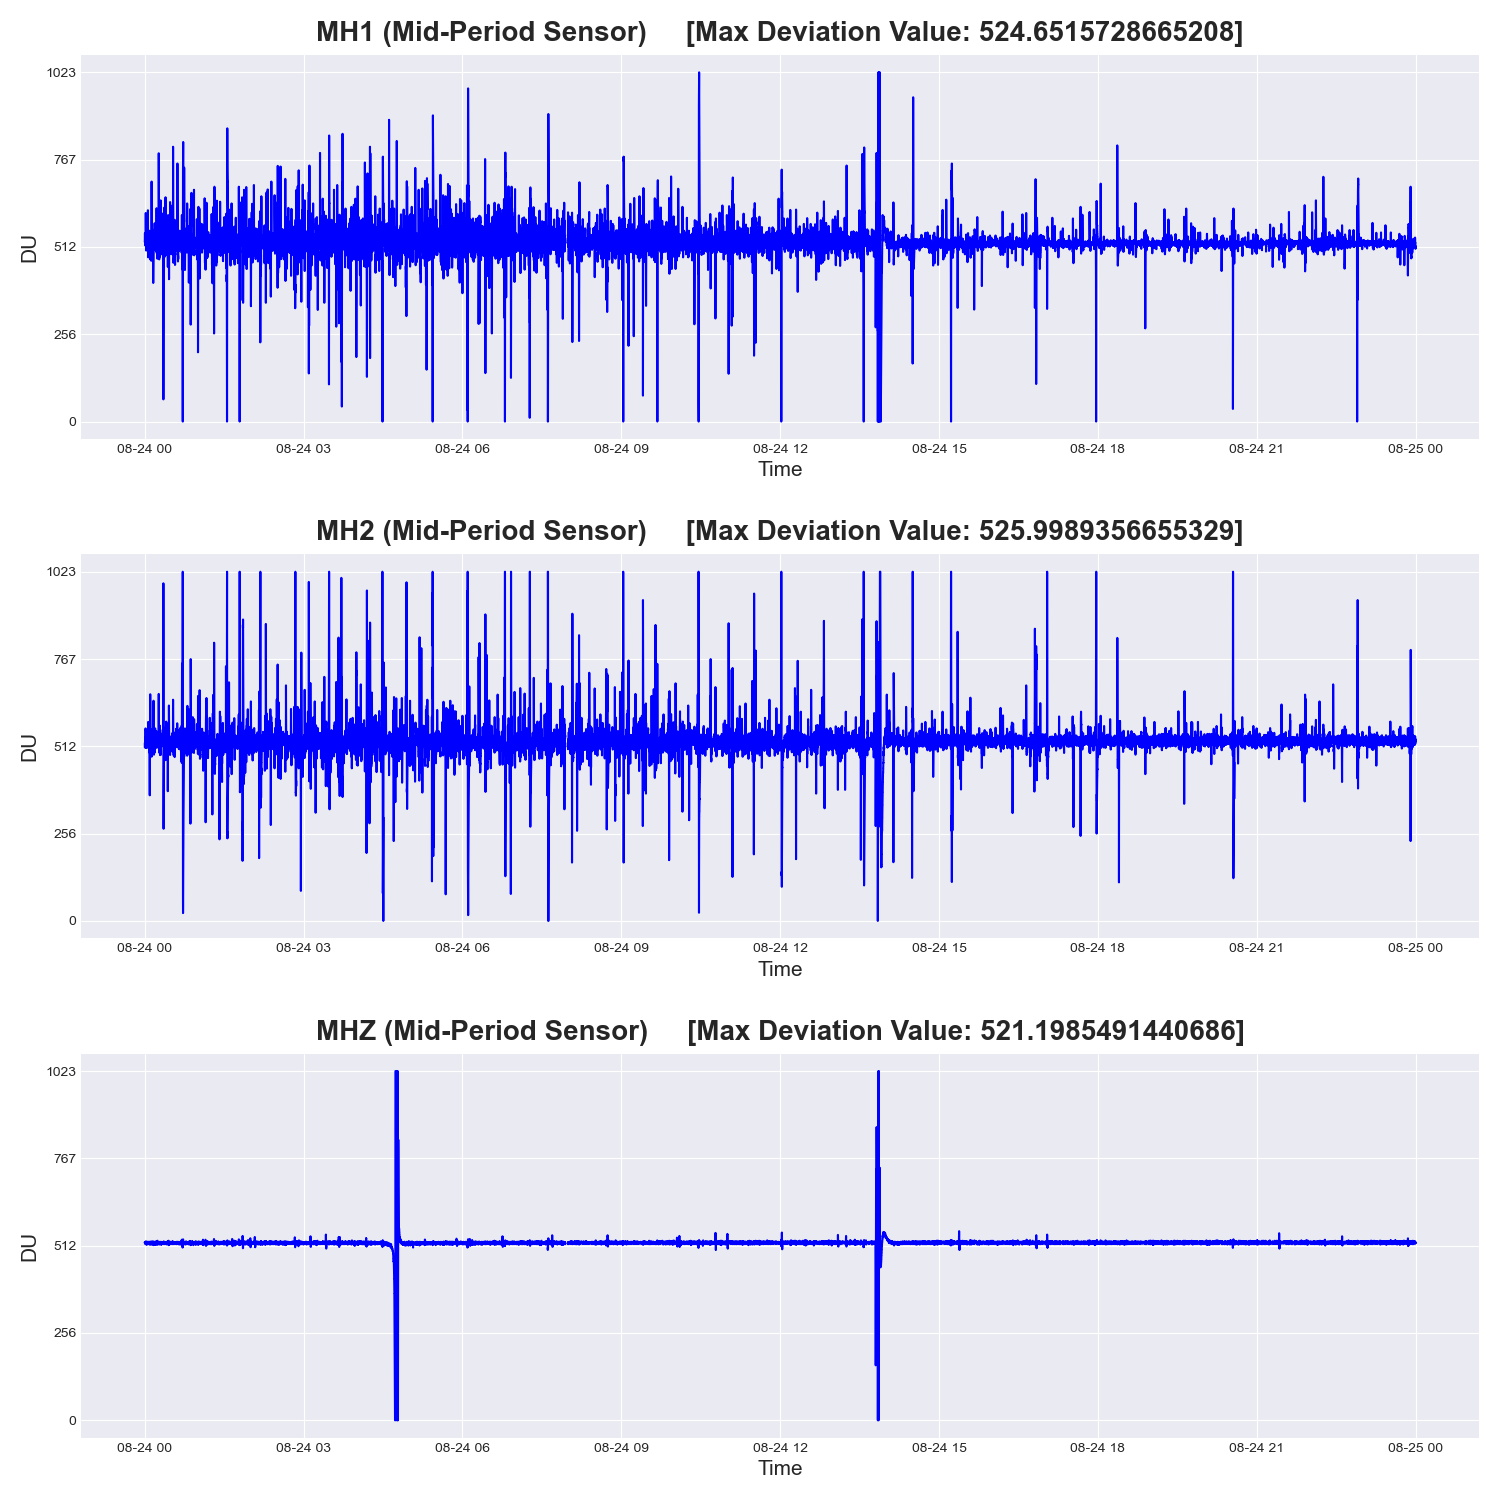 MH1 (Mid-Period Sensor) [Max Deviation Value: 524.6515728665208]
1023
767
512
256
0
DU
08-24 00 08-24 03 08-24 06 08-24 09 08-24 12 08-24 15 08-24 18 08-24 21 08-25 00
Time
MH2 (Mid-Period Sensor) [Max Deviation Value: 525.9989356655329]
1023
767
512
256
0
DU
08-24 00 08-24 03 08-24 06 08-24 09 08-24 12 08-24 15 08-24 18 08-24 21 08-25 00
Time
MHZ (Mid-Period Sensor) [Max Deviation Value: 521.1985491440686]
1023
767
512
256
0
DU
08-24 00 08-24 03 08-24 06 08-24 09 08-24 12 08-24 15 08-24 18 08-24 21 08-25 00
Time